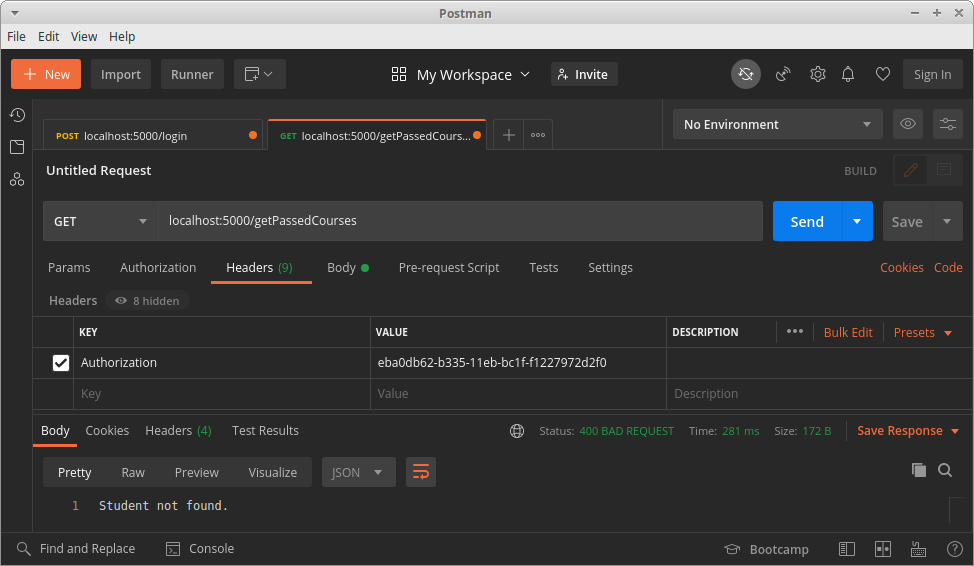 Postman
File Edit View Help
+ New Import Runner My Workspace Invite Sign In
POST localhost:5000/login GET localhost:5000/getPassedCours... + ooo No Environment
Untitled Request BUILD
GET localhost:5000/getPassedCourses Send Save
Params Authorization Headers (9) Body Pre-request Script Tests Settings Cookies Code
Headers 8 hidden
KEY VALUE DESCRIPTION ••• Bulk Edit Presets
Authorization eba0db62-b335-11eb-bc1f-f1227972d2f0
Key Value Description
Body Cookies Headers (4) Test Results Status: 400 BAD REQUEST Time: 281 ms Size: 172 B Save Response
Pretty Raw Preview Visualize JSON
1 Student not found.
Find and Replace Console Bootcamp ?